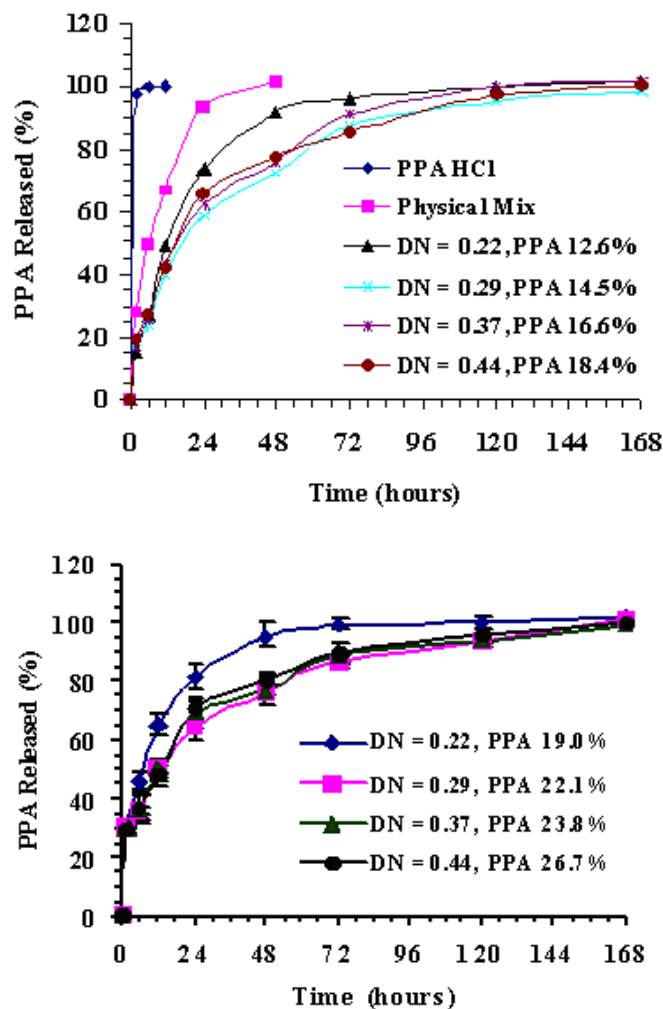 120
100
80
60
40
20
0
PPA Released (%)
PPA HCl
Physical Mix
DN = 0.22 ,PPA 12.6%
DN = 0.29 ,PPA 14.5%
DN = 0.37 ,PPA 16.6%
DN = 0.44 ,PPA 18.4%
0 24 48 72 96 120 144 168
Time (hours)
120
100
80
60
40
20
0
PPA Released (%)
DN = 0.22, PPA 19.0%
DN = 0.29, PPA 22.1%
DN = 0.37, PPA 23.8%
DN = 0.44, PPA 26.7%
0 24 48 72 96 120 144 168
Time (hours)